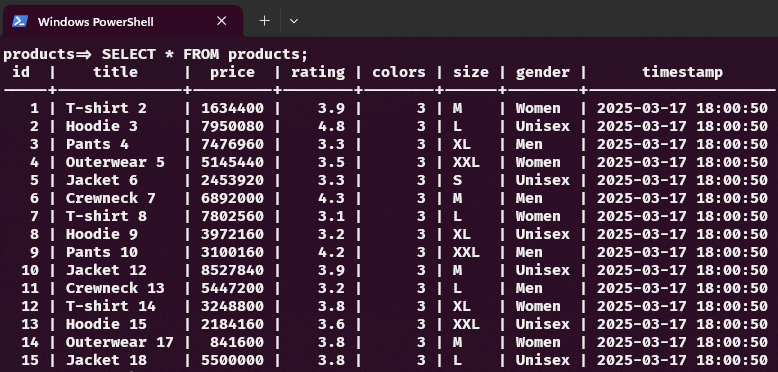 Windows PowerShell
products=> SELECT * FROM products;
 id  |    title     |  price  | rating | colors | size | gender |      timestamp
-----+--------------+---------+--------+--------+------+--------+---------------------
   1 | T-shirt 2    | 1634400 |    3.9 |      3 | M    | Women  | 2025-03-17 18:00:50
   2 | Hoodie 3     | 7950080 |    4.8 |      3 | L    | Unisex | 2025-03-17 18:00:50
   3 | Pants 4      | 7476960 |    3.3 |      3 | XL   | Men    | 2025-03-17 18:00:50
   4 | Outerwear 5  | 5145440 |    3.5 |      3 | XXL  | Women  | 2025-03-17 18:00:50
   5 | Jacket 6     | 2453920 |    3.3 |      3 | S    | Unisex | 2025-03-17 18:00:50
   6 | Crewneck 7   | 6892000 |    4.3 |      3 | M    | Men    | 2025-03-17 18:00:50
   7 | T-shirt 8    | 7802560 |    3.1 |      3 | L    | Women  | 2025-03-17 18:00:50
   8 | Hoodie 9     | 3972160 |    3.2 |      3 | XL   | Unisex | 2025-03-17 18:00:50
   9 | Pants 10     | 3100160 |    4.2 |      3 | XXL  | Men    | 2025-03-17 18:00:50
  10 | Jacket 12    | 8527840 |    3.9 |      3 | M    | Unisex | 2025-03-17 18:00:50
  11 | Crewneck 13  | 5447200 |    3.2 |      3 | L    | Men    | 2025-03-17 18:00:50
  12 | T-shirt 14   | 3248800 |    3.8 |      3 | XL   | Women  | 2025-03-17 18:00:50
  13 | Hoodie 15    | 2184160 |    3.6 |      3 | XXL  | Unisex | 2025-03-17 18:00:50
  14 | Outerwear 17 |  841600 |    3.8 |      3 | M    | Women  | 2025-03-17 18:00:50
  15 | Jacket 18    | 5500000 |    3.8 |      3 | L    | Unisex | 2025-03-17 18:00:50